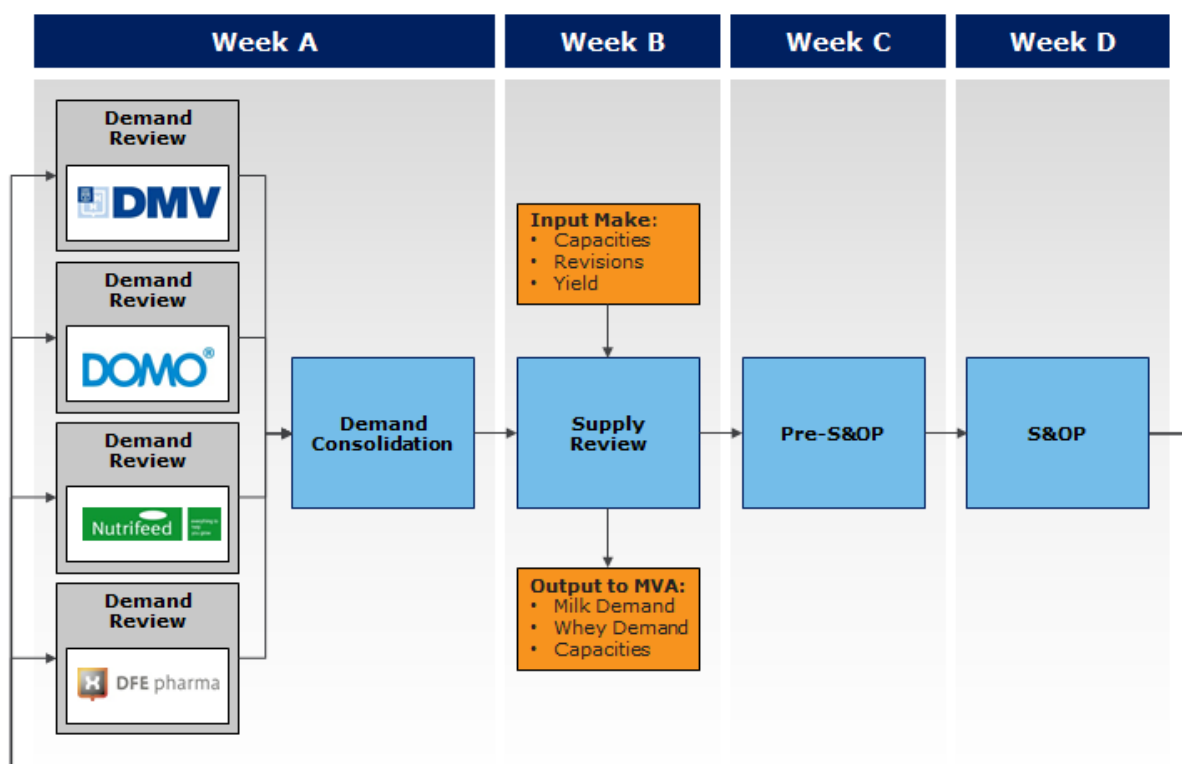 Week A
Week B
Week C
Week D
Demand
Review
DMV
Demand
Review
DOMO®
Demand
Review
Nutrifeed
Demand
Review
DFE pharma
Demand
Consolidation
Input Make:
• Capacities
• Revisions
• Yield
Supply
Review
Output to MVA:
• Milk Demand
• Whey Demand
• Capacities
Pre-S&OP
S&OP